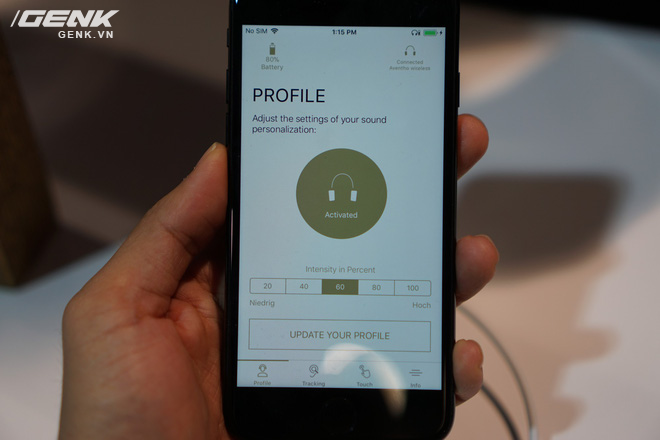 GENK
GENK.VN
No SIM 1:15 PM
80% Connected
Battery Aventho wireless
PROFILE
Adjust the settings of your sound
personalization:
Activated
Intensity in Percent
20 40 60 80 100
Niedrig Hoch
UPDATE YOUR PROFILE
Profile Tracking Touch Info